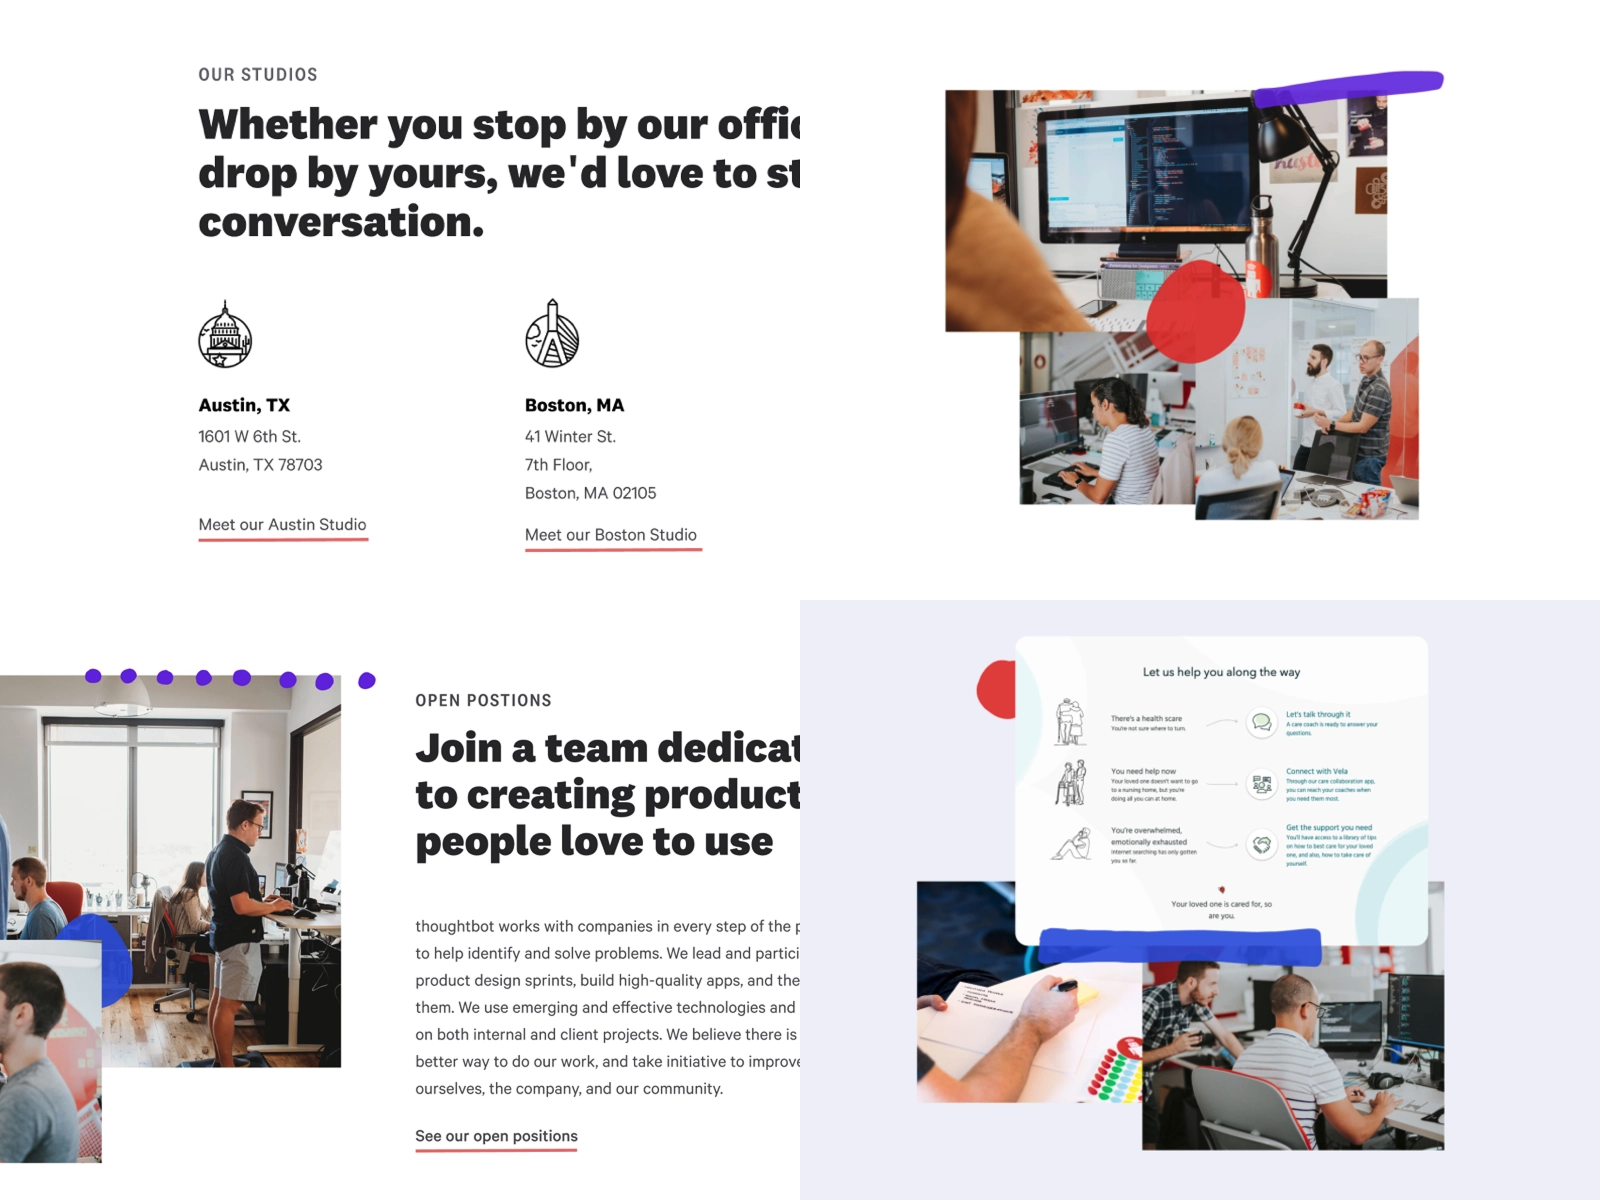 OUR STUDIOS
Whether you stop by our offic
drop by yours, we'd love to st
conversation.
Austin, TX
1601 W 6th St.
Austin, TX 78703
Meet our Austin Studio
Boston, MA
41 Winter St.
7th Floor,
Boston, MA 02105
Meet our Boston Studio
OPEN POSTIONS
Join a team dedicat
to creating product
people love to use
thoughtbot works with companies in every step of the p
to help identify and solve problems. We lead and partici
product design sprints, build high-quality apps, and the
them. We use emerging and effective technologies and
on both internal and client projects. We believe there is
better way to do our work, and take initiative to improve
ourselves, the company, and our community.
See our open positions
Let us help you along the way
There's a health scare
You're not sure where to turn.
Let's talk through it
A care coach is ready to answer your
questions.
You need help now
Your loved one doesn't want to go
to a nursing home, but you're
doing all you can at home.
Connect with Vela
Through our care collaboration app,
you can reach your coaches when
you need them most.
You're overwhelmed,
emotionally exhausted
Internet searching has only gotten
you so far.
Get the support you need
You'll have access to a library of tips
on how to best care for your loved
one, and also, how to take care of
yourself.
Your loved one is cared for, so
are you.